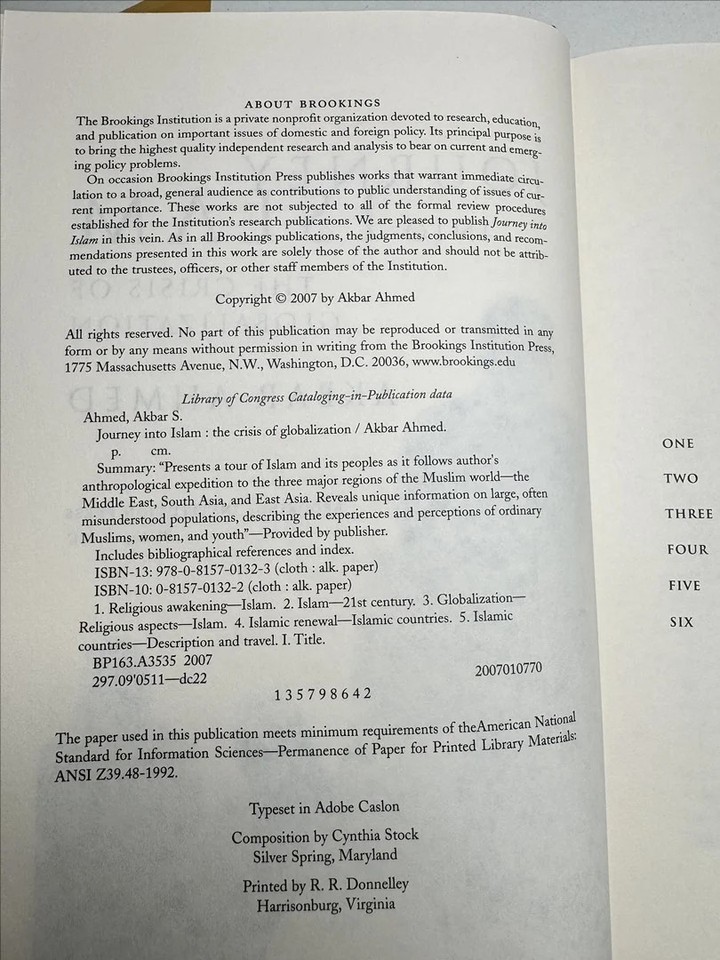 ABOUT BROOKINGS
The Brookings Institution is a private nonprofit organization devoted to research, education,
and publication on important issues of domestic and foreign policy. Its principal purpose is
to bring the highest quality independent research and analysis to bear on current and emerg-
ing policy problems.
On occasion Brookings Institution Press publishes works that warrant immediate circu-
lation to a broad, general audience as contributions to public understanding of issues of cur-
rent importance. These works are not subjected to all of the formal review procedures
established for the Institution's research publications. We are pleased to publish Journey into
Islam in this vein. As in all Brookings publications, the judgments, conclusions, and recom-
mendations presented in this work are solely those of the author and should not be attrib-
uted to the trustees, officers, or other staff members of the Institution.
Copyright © 2007 by Akbar Ahmed
All rights reserved. No part of this publication may be reproduced or transmitted in any
form or by any means without permission in writing from the Brookings Institution Press,
1775 Massachusetts Avenue, N.W., Washington, D.C. 20036, www.brookings.edu
Library of Congress Cataloging-in-Publication data
Ahmed, Akbar S.
Journey into Islam : the crisis of globalization / Akbar Ahmed.
p. cm.
Summary: "Presents a tour of Islam and its peoples as it follows author's
anthropological expedition to the three major regions of the Muslim world—the
Middle East, South Asia, and East Asia. Reveals unique information on large, often
misunderstood populations, describing the experiences and perceptions of ordinary
Muslims, women, and youth"—Provided by publisher.
Includes bibliographical references and index.
ISBN-13: 978-0-8157-0132-3 (cloth : alk. paper)
ISBN-10: 0-8157-0132-2 (cloth : alk. paper)
1. Religious awakening—Islam. 2. Islam—21st century. 3. Globalization—
Religious aspects—Islam. 4. Islamic renewal—Islamic countries. 5. Islamic
countries—Description and travel. I. Title.
BP163.A3535 2007
297.09'0511—dc22 2007010770
1 3 5 7 9 8 6 4 2
The paper used in this publication meets minimum requirements of theAmerican National
Standard for Information Sciences—Permanence of Paper for Printed Library Materials:
ANSI Z39.48-1992.
Typeset in Adobe Caslon
Composition by Cynthia Stock
Silver Spring, Maryland
Printed by R. R. Donnelley
Harrisonburg, Virginia
ONE
TWO
THREE
FOUR
FIVE
SIX